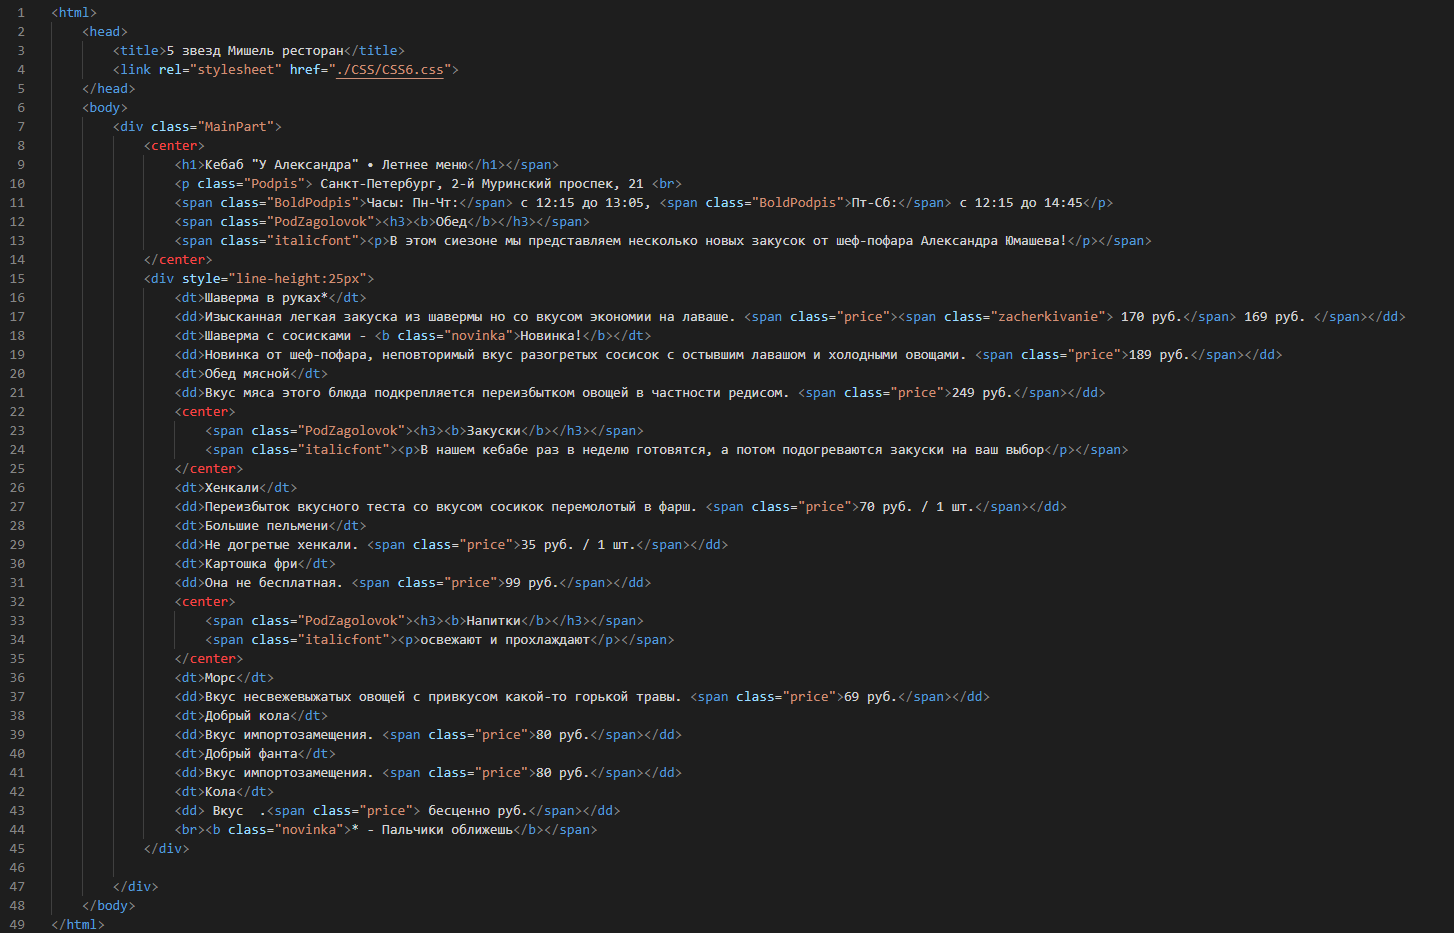 1 <html>
2 <head>
3 <title>5 звезд Мишель ресторан</title>
4 <link rel="stylesheet" href="./CSS/CSS6.css">
5 </head>
6 <body>
7 <div class="MainPart">
8 <center>
9 <h1>Кебаб "У Александра" • Летнее меню</h1></span>
10 <p class="Podpis"> Санкт-Петербург, 2-й Муринский проспек, 21 <br>
11 <span class="BoldPodpis">Часы: Пн-Чт:</span> с 12:15 до 13:05, <span class="BoldPodpis">Пт-Сб:</span> с 12:15 до 14:45</p>
12 <span class="PodZagolovok"><h3><b>Обед</b></h3></span>
13 <span class="italicfont"><p>В этом сиезоне мы представляем несколько новых закусок от шеф-пофара Александра Юмашева!</p></span>
14 </center>
15 <div style="line-height:25px">
16 <dt>Шаверма в руках*</dt>
17 <dd>Изысканная легкая закуска из шавермы но со вкусом экономии на лаваше. <span class="price"><span class="zacherkivanie"> 170 руб.</span> 169 руб. </span></dd>
18 <dt>Шаверма с сосисками - <b class="novinka">Новинка!</b></dt>
19 <dd>Новинка от шеф-пофара, неповторимый вкус разогретых сосисок с остывшим лавашом и холодными овощами. <span class="price">189 руб.</span></dd>
20 <dt>Обед мясной</dt>
21 <dd>Вкус мяса этого блюда подкрепляется переизбытком овощей в частности редисом. <span class="price">249 руб.</span></dd>
22 <center>
23 <span class="PodZagolovok"><h3><b>Закуски</b></h3></span>
24 <span class="italicfont"><p>В нашем кебабе раз в неделю готовятся, а потом подогреваются закуски на ваш выбор</p></span>
25 </center>
26 <dt>Хенкали</dt>
27 <dd>Переизбыток вкусного теста со вкусом сосикок перемолотый в фарш. <span class="price">70 руб. / 1 шт.</span></dd>
28 <dt>Большие пельмени</dt>
29 <dd>Не догретые хенкали. <span class="price">35 руб. / 1 шт.</span></dd>
30 <dt>Картошка фри</dt>
31 <dd>Она не бесплатная. <span class="price">99 руб.</span></dd>
32 <center>
33 <span class="PodZagolovok"><h3><b>Напитки</b></h3></span>
34 <span class="italicfont"><p>освежают и прохлаждают</p></span>
35 </center>
36 <dt>Морс</dt>
37 <dd>Вкус несвежевыжатых овощей с привкусом какой-то горькой травы. <span class="price">69 руб.</span></dd>
38 <dt>Добрый кола</dt>
39 <dd>Вкус импортозамещения. <span class="price">80 руб.</span></dd>
40 <dt>Добрый фанта</dt>
41 <dd>Вкус импортозамещения. <span class="price">80 руб.</span></dd>
42 <dt>Кола</dt>
43 <dd> Вкус  .<span class="price"> бесценно руб.</span></dd>
44 <br><b class="novinka">* - Пальчики оближешь</b></span>
45 </div>
46
47 </div>
48 </body>
49 </html>